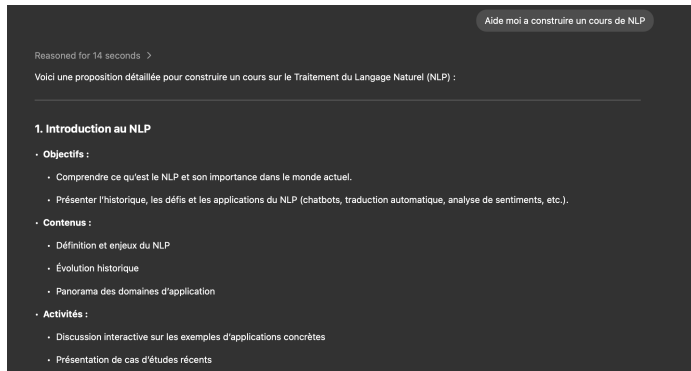 Aide moi a construire un cours de NLP
Reasoned for 14 seconds >
Voici une proposition détaillée pour construire un cours sur le Traitement du Langage Naturel (NLP) :
1. Introduction au NLP
• Objectifs :
• Comprendre ce qu'est le NLP et son importance dans le monde actuel.
• Présenter l'historique, les défis et les applications du NLP (chatbots, traduction automatique, analyse de sentiments, etc.).
• Contenus :
• Définition et enjeux du NLP
• Évolution historique
• Panorama des domaines d'application
• Activités :
• Discussion interactive sur les exemples d'applications concrètes
• Présentation de cas d'études récents